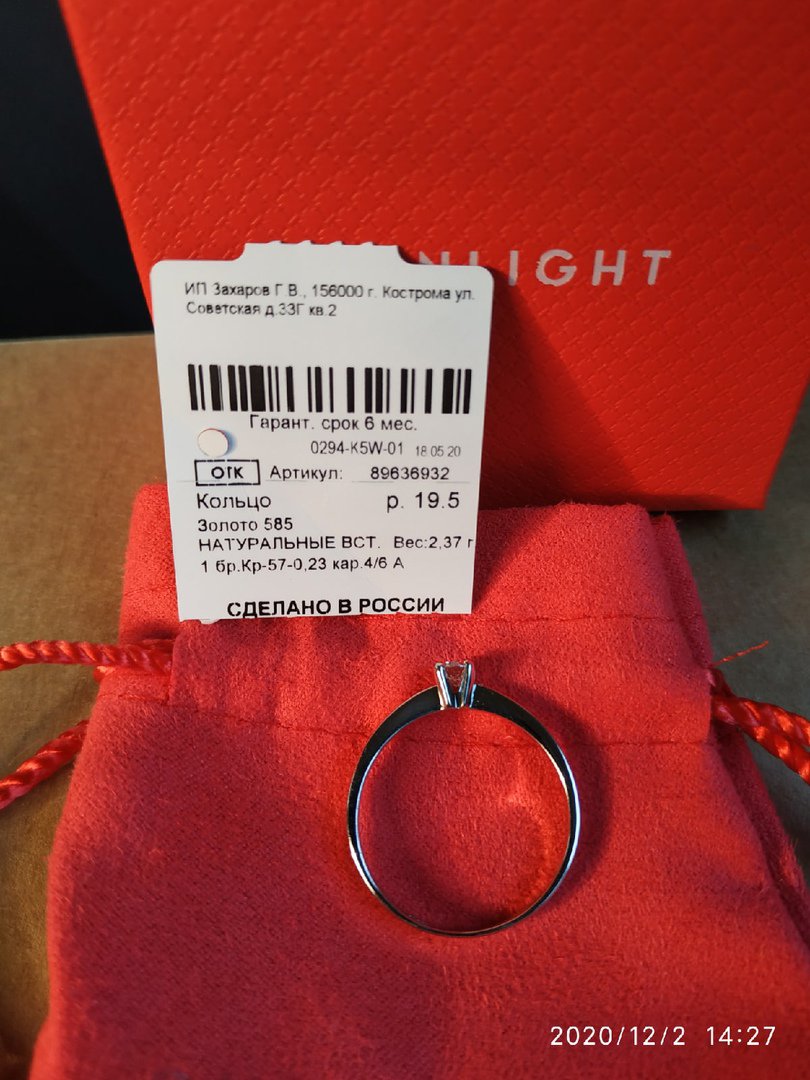 NLIGHT
ИП Захаров Г.В., 156000 г. Кострома ул.
Советская д.33Г кв.2
Гарант. срок 6 мес.
0294-K5W-01 18.05.20
ОТК Артикул: 89636932
Кольцо р. 19.5
Золото 585
НАТУРАЛЬНЫЕ ВСТ. Вес:2,37 г
1 бр.Кр-57-0,23 кар.4/6 А
СДЕЛАНО В РОССИИ
2020/12/2 14:27